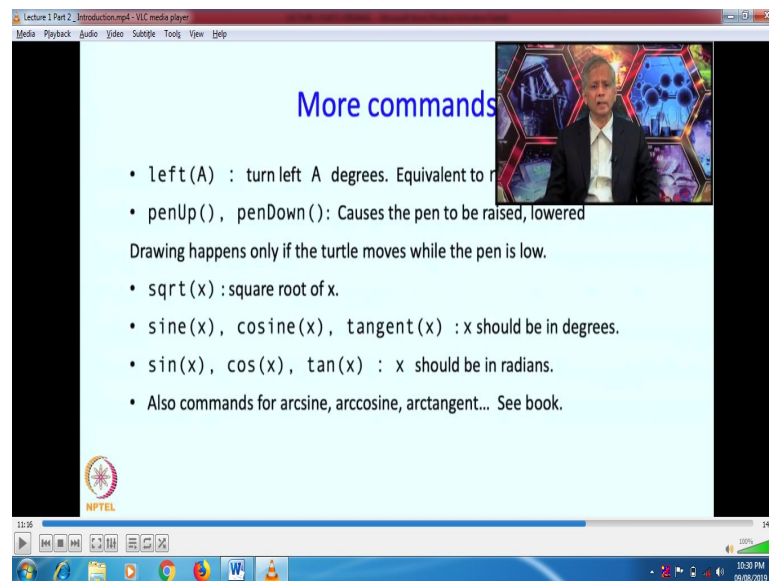 Lecture 1 Part 2 _Introduction.mp4 - VLC media player
Media Playback Audio Video Subtitle Tools View Help
More commands
• left(A) : turn left A degrees. Equivalent to r
• penUp(), penDown(): Causes the pen to be raised, lowered
Drawing happens only if the turtle moves while the pen is low.
• sqrt(x) : square root of x.
• sine(x), cosine(x), tangent(x) : x should be in degrees.
• sin(x), cos(x), tan(x) : x should be in radians.
• Also commands for arcsine, arccosine, arctangent... See book.
NPTEL
11:16
14
100%
10:30 PM
09/08/2019